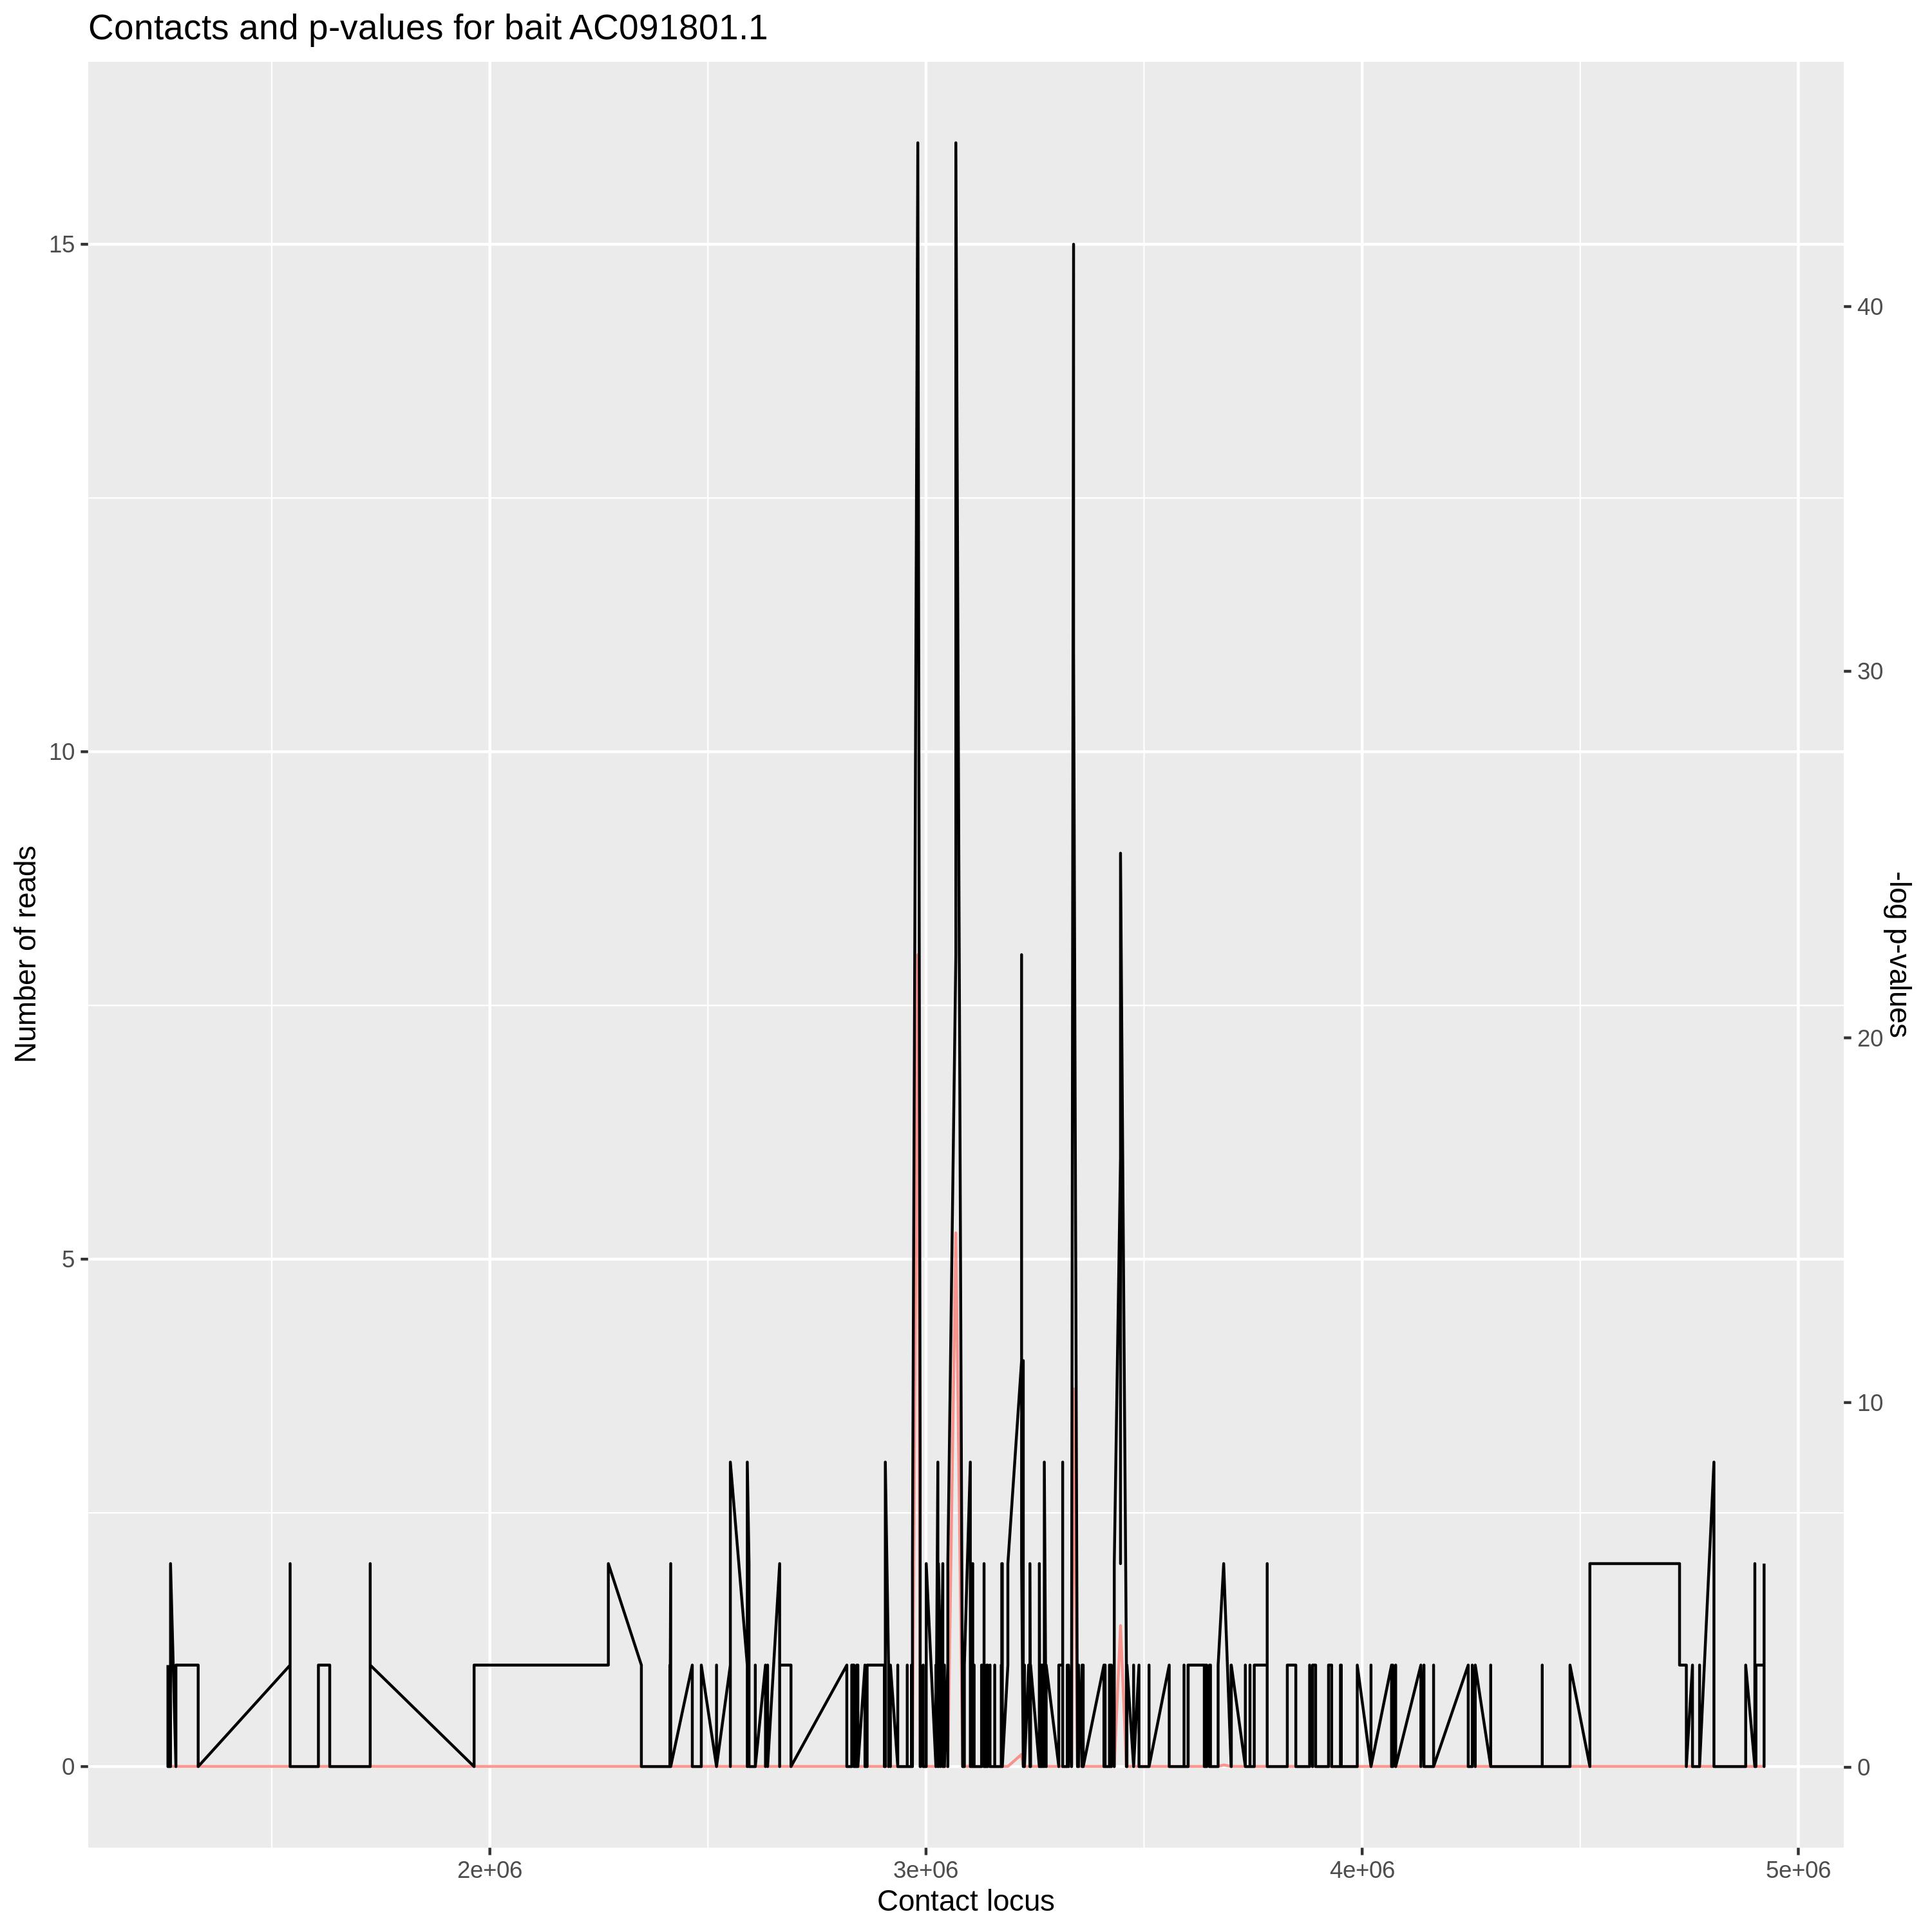 Contacts and p-values for bait AC091801.1
15
10
5
0
40
30
20
10
0
Number of reads
-log p-values
2e+06
3e+06
4e+06
5e+06
Contact locus